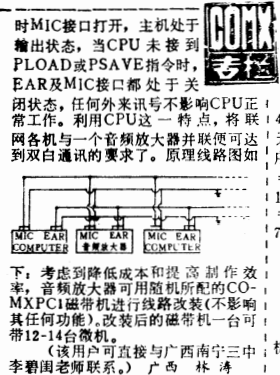 COMX
专栏
时MIC接口打开，主机处于
输出状态，当CPU未接到
PLOAD或PSAVE指令时，
EAR及MIC接口都处于关
闭状态，任何外来讯号不影响CPU正
常工作。利用CPU这一特点，将联
网各机与一个音频放大器并联便可达
到双向通讯的要求了。原理线路图如
MIC EAR
COMPUTER
MIC EAR
音频放大器
MIC EAR
COMPUTER
下：考虑到降低成本和提高制作效
率，音频放大器可用随机所配的CO-
MXPC1磁带机进行线路改装（不影响
其任何功能）。改装后的磁带机一台可
带12-14台微机。
（该用户可直接与广西南宁三中
李碧闺老师联系。）广西 林涛